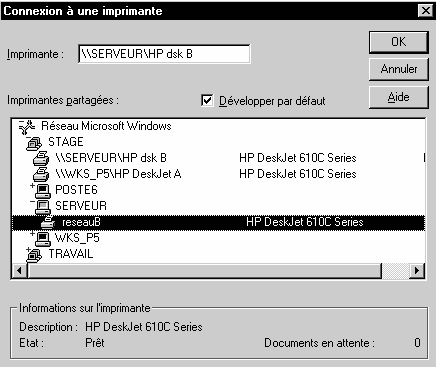 Connexion à une imprimante
Imprimante : \\SERVEUR\HP dsk B
OK
Annuler
Imprimantes partagées : Développer par défaut
Aide
Réseau Microsoft Windows
STAGE
\\SERVEUR\HP dsk B HP DeskJet 610C Series
\\WKS_P5\HP DeskJet A HP DeskJet 610C Series
POSTE6
SERVEUR
reseauB HP DeskJet 610C Series
WKS_P5
TRAVAIL
Informations sur l'imprimante
Description : HP DeskJet 610C Series
Etat : Prêt Documents en attente : 0